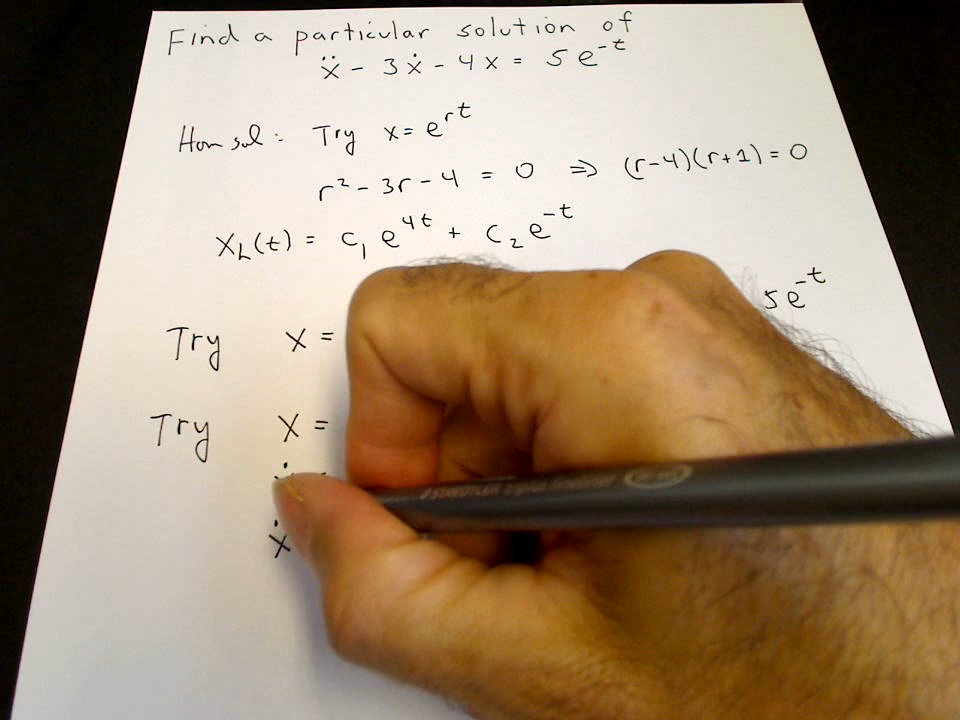 Find a particular solution of
ẍ - 3ẋ - 4x = 5e^-t
Hom sol: Try x = e^rt
r² - 3r - 4 = 0 ⇒ (r-4)(r+1) = 0
x_h(t) = c₁e^4t + c₂e^-t
5e^-t
Try x =
Try x =
ẋ
STAEDTLER